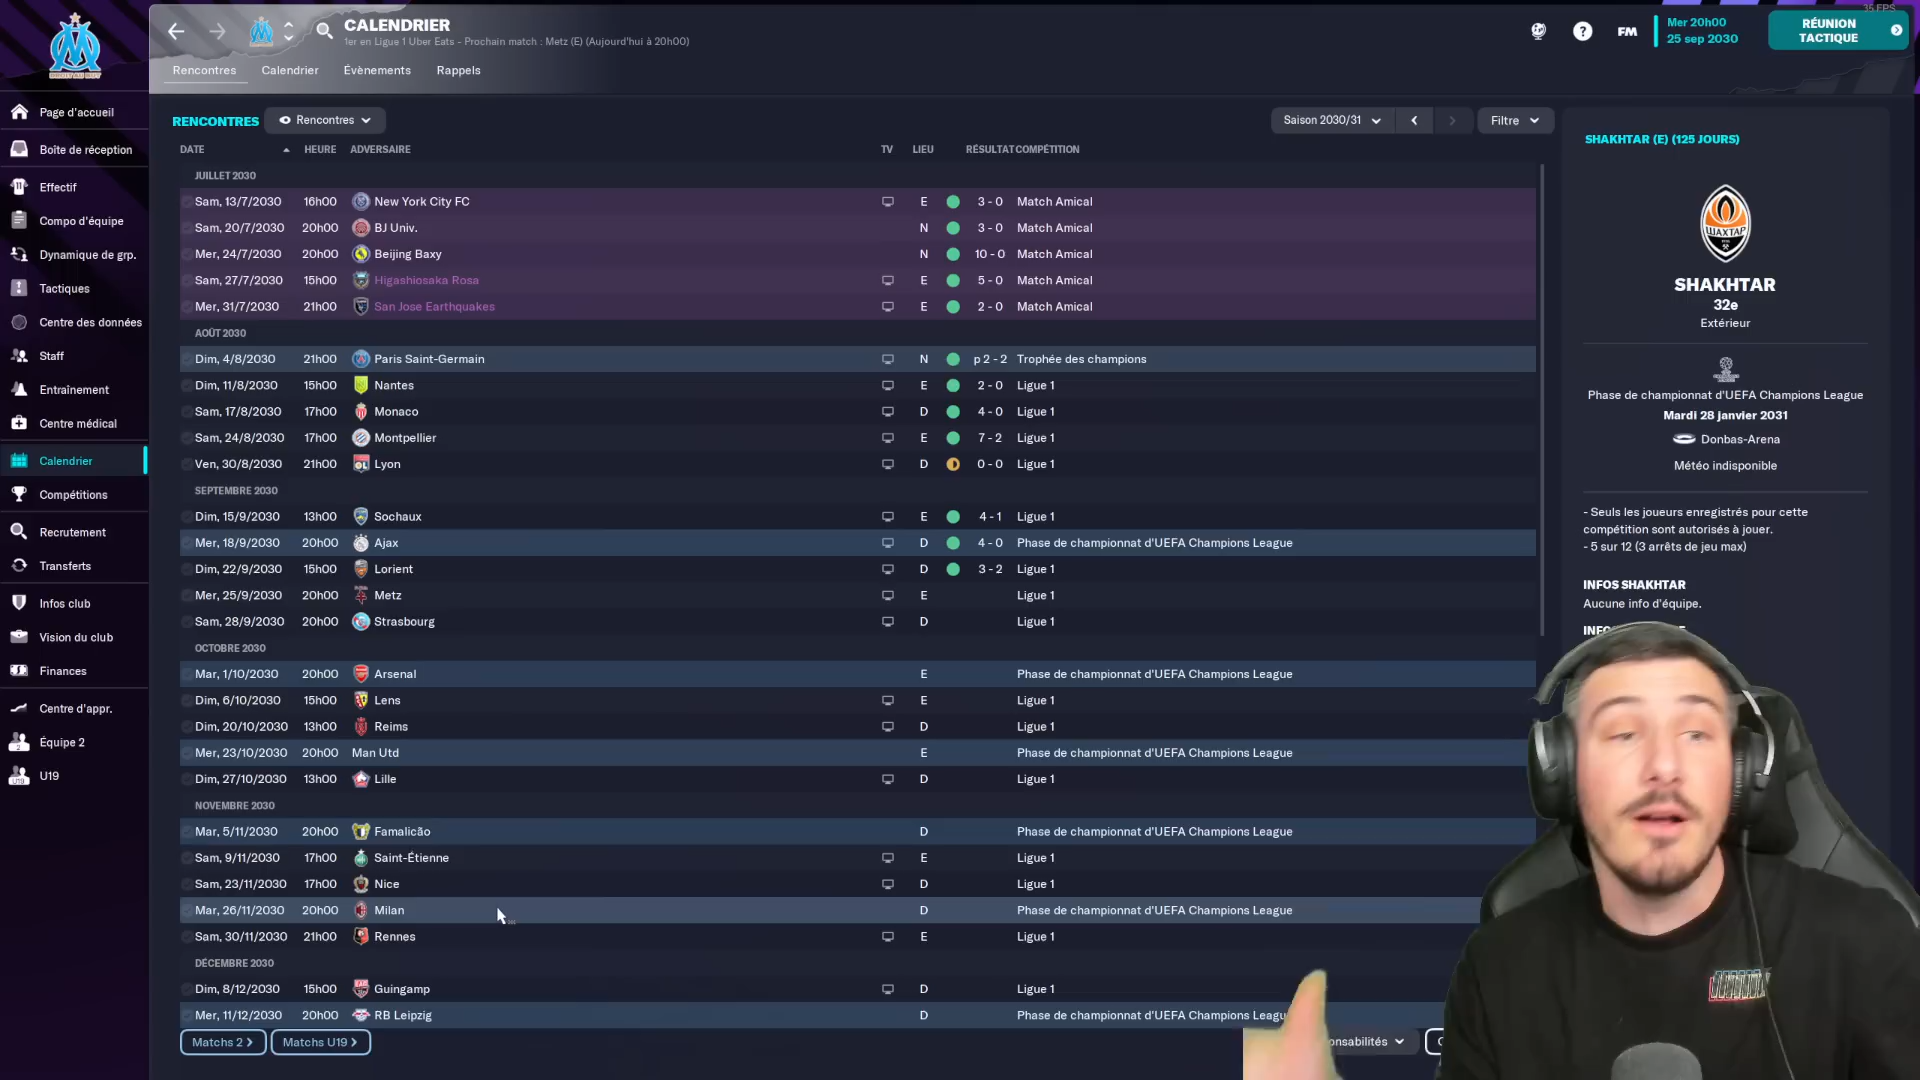 35 FPS
CALENDRIER
1er en Ligue 1 Uber Eats - Prochain match : Metz (E) (Aujourd'hui à 20h00)
FM
Mer 20h00
25 sep 2030
RÉUNION
TACTIQUE
Rencontres
Calendrier
Évènements
Rappels
Page d'accueil
Boîte de réception
Effectif
Compo d'équipe
Dynamique de grp.
Tactiques
Centre des données
Staff
Entraînement
Centre médical
Calendrier
Compétitions
Recrutement
Transferts
Infos club
Vision du club
Finances
Centre d'appr.
Équipe 2
U19
RENCONTRES
Rencontres
Saison 2030/31
Filtre
DATE HEURE ADVERSAIRE TV LIEU RÉSULTAT COMPÉTITION
JUILLET 2030
Sam, 13/7/2030 16h00 New York City FC E 3 - 0 Match Amical
Sam, 20/7/2030 20h00 BJ Univ. N 3 - 0 Match Amical
Mer, 24/7/2030 20h00 Beijing Baxy N 10 - 0 Match Amical
Sam, 27/7/2030 15h00 Higashiosaka Rosa E 5 - 0 Match Amical
Mer, 31/7/2030 21h00 San Jose Earthquakes E 2 - 0 Match Amical
AOÛT 2030
Dim, 4/8/2030 21h00 Paris Saint-Germain N p 2 - 2 Trophée des champions
Dim, 11/8/2030 15h00 Nantes E 2 - 0 Ligue 1
Sam, 17/8/2030 17h00 Monaco D 4 - 0 Ligue 1
Sam, 24/8/2030 17h00 Montpellier E 7 - 2 Ligue 1
Ven, 30/8/2030 21h00 Lyon D 0 - 0 Ligue 1
SEPTEMBRE 2030
Dim, 15/9/2030 13h00 Sochaux E 4 - 1 Ligue 1
Mer, 18/9/2030 20h00 Ajax D 4 - 0 Phase de championnat d'UEFA Champions League
Dim, 22/9/2030 15h00 Lorient D 3 - 2 Ligue 1
Mer, 25/9/2030 20h00 Metz E Ligue 1
Sam, 28/9/2030 20h00 Strasbourg D Ligue 1
OCTOBRE 2030
Mar, 1/10/2030 20h00 Arsenal E Phase de championnat d'UEFA Champions League
Dim, 6/10/2030 15h00 Lens E Ligue 1
Dim, 20/10/2030 13h00 Reims D Ligue 1
Mer, 23/10/2030 20h00 Man Utd E Phase de championnat d'UEFA Champions League
Dim, 27/10/2030 13h00 Lille D Ligue 1
NOVEMBRE 2030
Mar, 5/11/2030 20h00 Famalicão D Phase de championnat d'UEFA Champions League
Sam, 9/11/2030 17h00 Saint-Étienne E Ligue 1
Sam, 23/11/2030 17h00 Nice D Ligue 1
Mar, 26/11/2030 20h00 Milan D Phase de championnat d'UEFA Champions League
Sam, 30/11/2030 21h00 Rennes E Ligue 1
DÉCEMBRE 2030
Dim, 8/12/2030 15h00 Guingamp D Ligue 1
Mer, 11/12/2030 20h00 RB Leipzig D Phase de championnat d'UEFA Champions Leagu
Matchs 2
Matchs U19
onsabilités
SHAKHTAR (E) (125 JOURS)
SHAKHTAR
32e
Extérieur
Phase de championnat d'UEFA Champions League
Mardi 28 janvier 2031
Donbas-Arena
Météo indisponible
- Seuls les joueurs enregistrés pour cette
compétition sont autorisés à jouer.
- 5 sur 12 (3 arrêts de jeu max)
INFOS SHAKHTAR
Aucune info d'équipe.